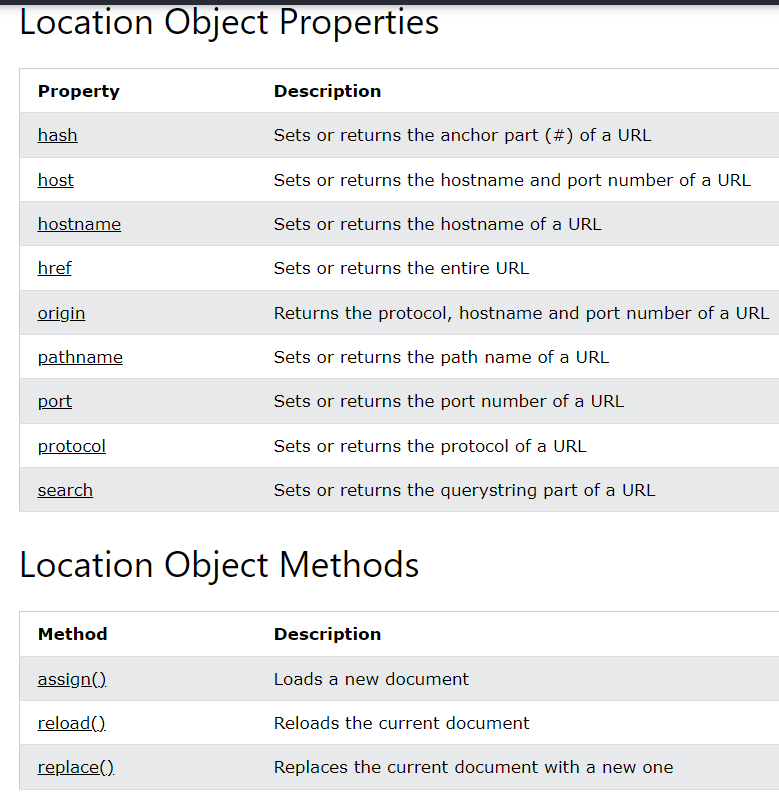 Location Object Properties
Property Description
hash Sets or returns the anchor part (#) of a URL
host Sets or returns the hostname and port number of a URL
hostname Sets or returns the hostname of a URL
href Sets or returns the entire URL
origin Returns the protocol, hostname and port number of a URL
pathname Sets or returns the path name of a URL
port Sets or returns the port number of a URL
protocol Sets or returns the protocol of a URL
search Sets or returns the querystring part of a URL
Location Object Methods
Method Description
assign() Loads a new document
reload() Reloads the current document
replace() Replaces the current document with a new one